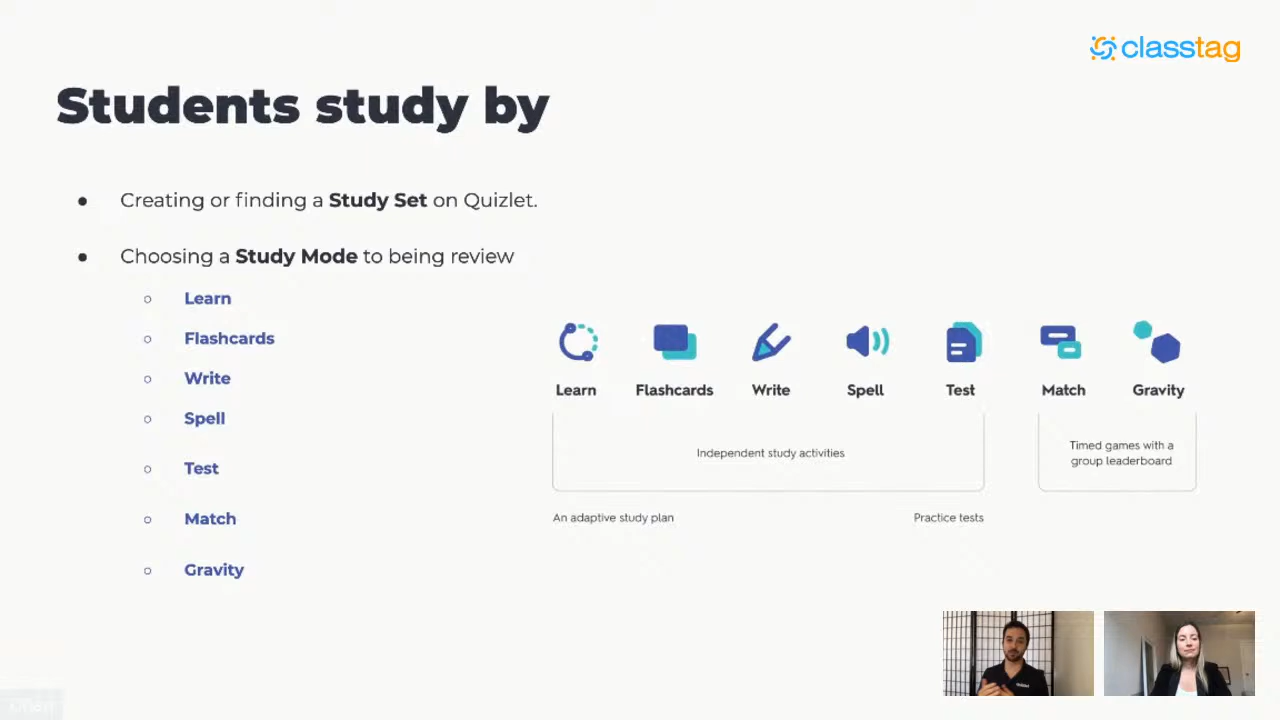 classtag
Students study by
● Creating or finding a Study Set on Quizlet.
● Choosing a Study Mode to being review
○ Learn
○ Flashcards
○ Write
○ Spell
○ Test
○ Match
○ Gravity
Learn Flashcards Write Spell Test Match Gravity
Independent study activities
Timed games with a
group leaderboard
An adaptive study plan
Practice tests